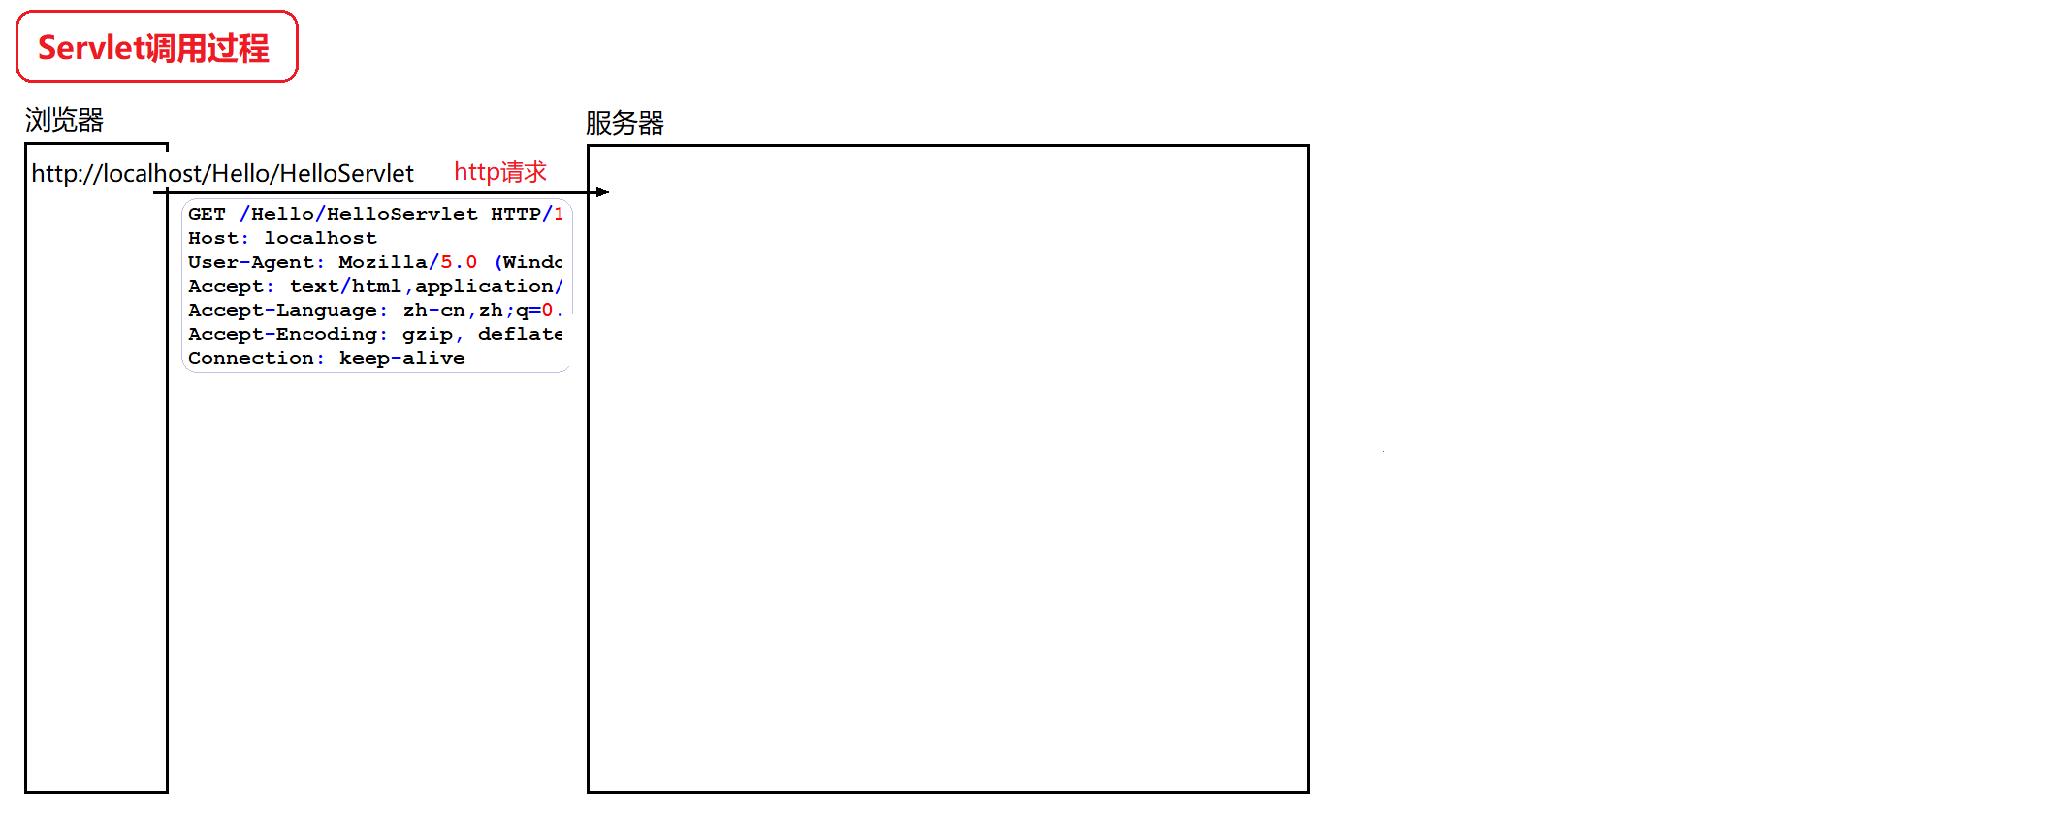 Servlet调用过程
浏览器
服务器
http://localhost/Hello/HelloServlet
http请求
GET /Hello/HelloServlet HTTP/1
Host: localhost
User-Agent: Mozilla/5.0 (Windo
Accept: text/html,application/
Accept-Language: zh-cn,zh;q=0.
Accept-Encoding: gzip, deflate
Connection: keep-alive